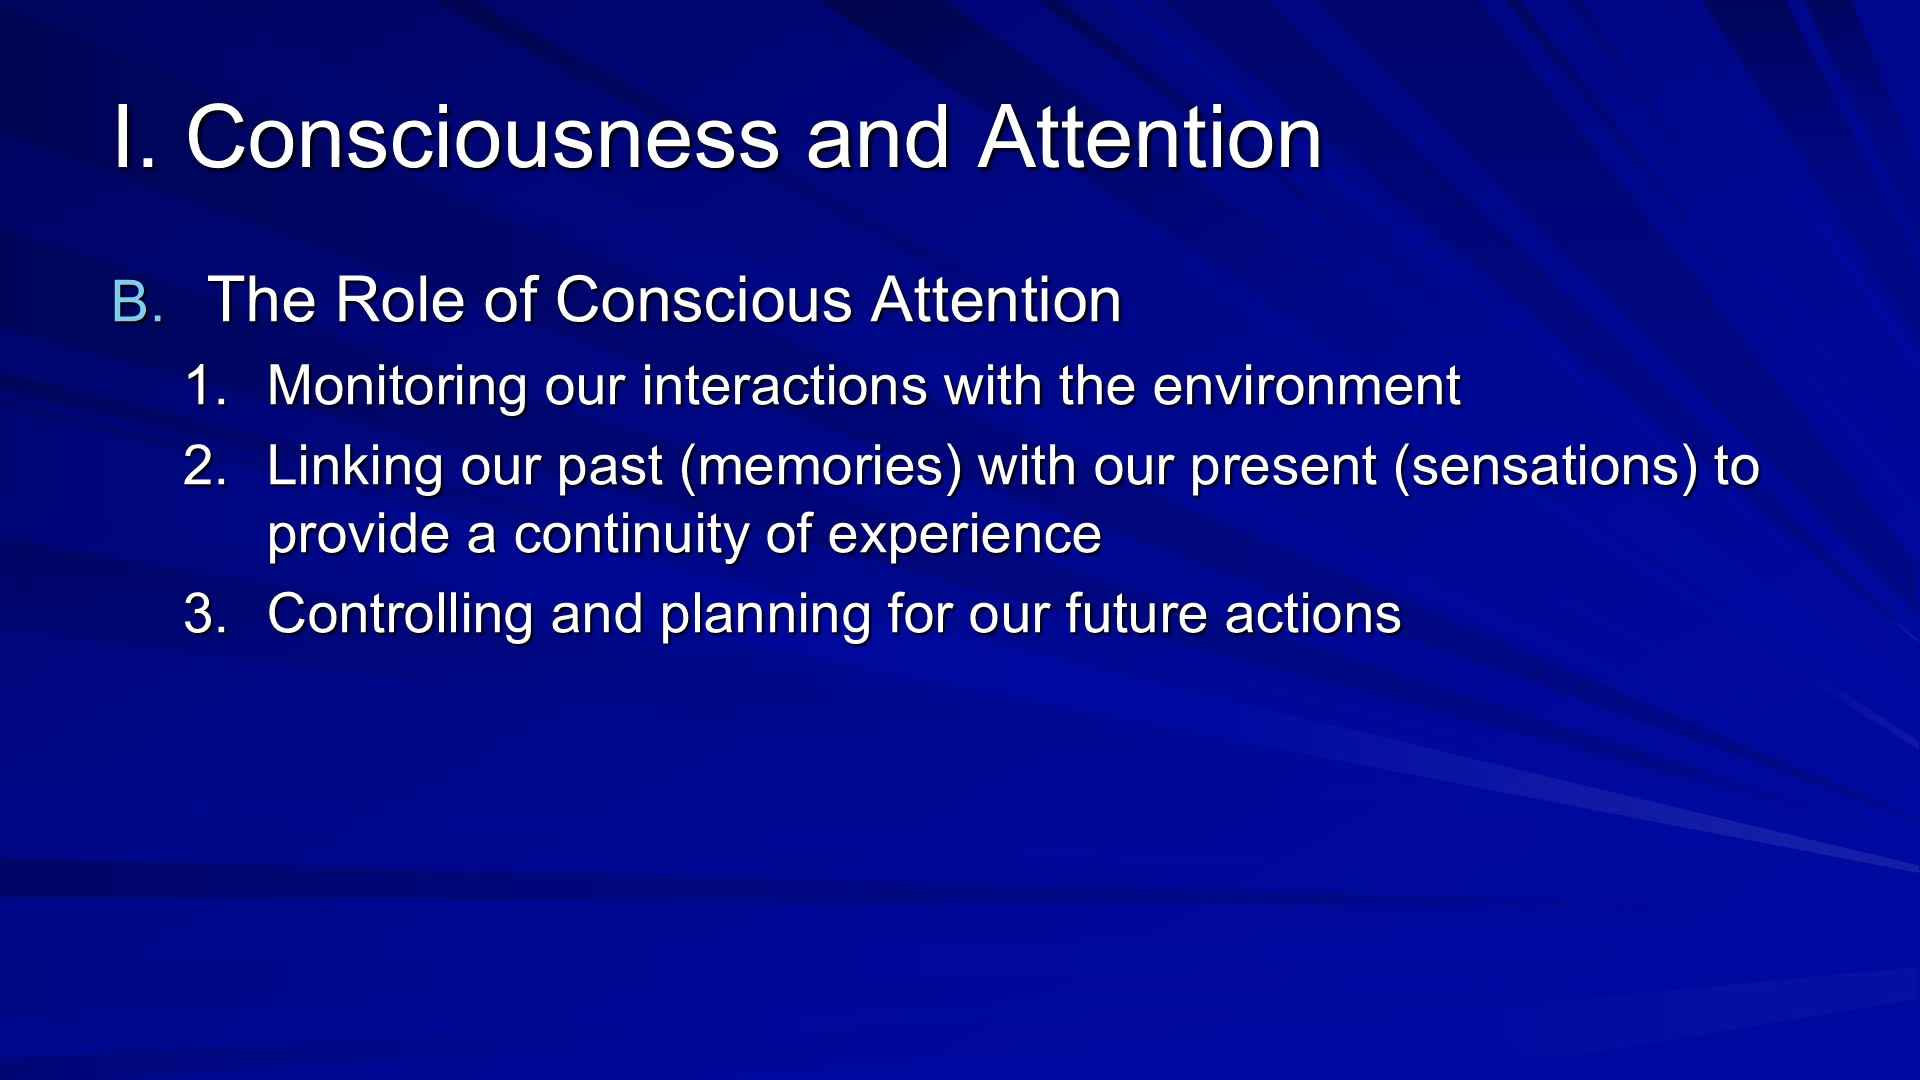 I. Consciousness and Attention
B. The Role of Conscious Attention
1. Monitoring our interactions with the environment
2. Linking our past (memories) with our present (sensations) to
provide a continuity of experience
3. Controlling and planning for our future actions